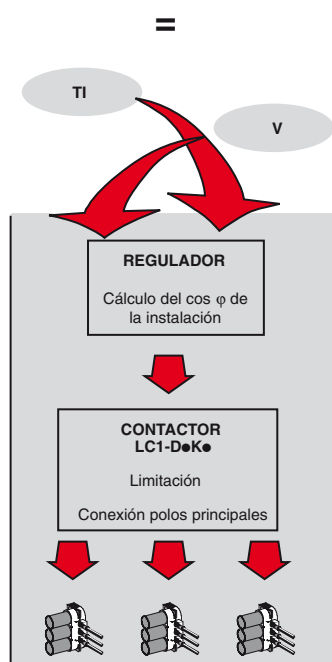 =
TI
V
REGULADOR
Cálculo del cos φ de
la instalación
CONTACTOR
LC1-D●K●
Limitación
Conexión polos principales